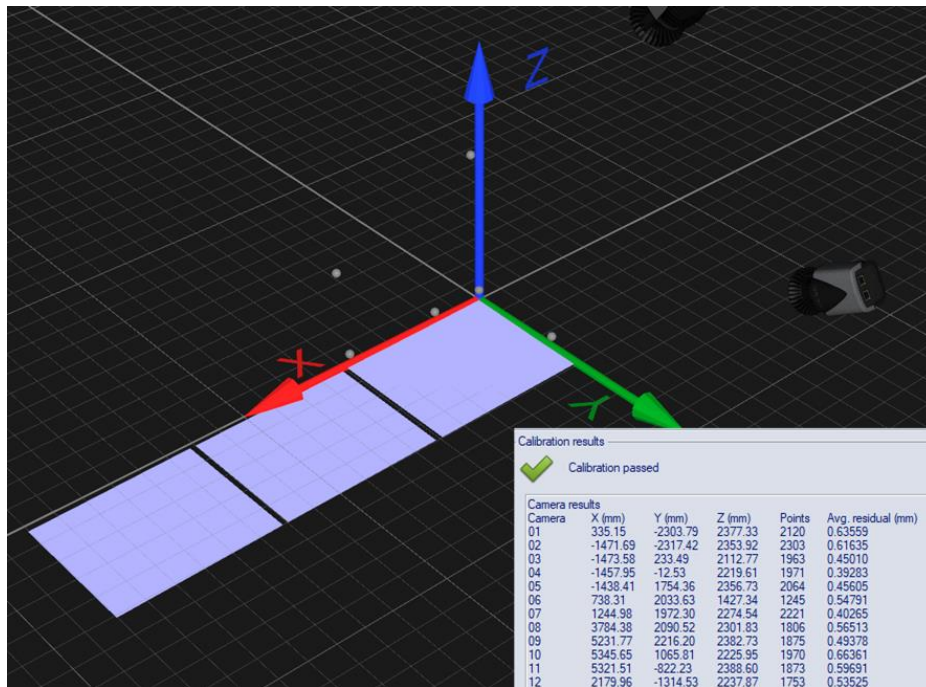 Z
X
Y
Calibration results
Calibration passed
Camera results
Camera X (mm) Y (mm) Z (mm) Points Avg. residual (mm)
01 335.15 -2303.79 2377.33 2120 0.63559
02 -1471.69 -2317.42 2353.92 2303 0.61635
03 -1473.58 233.49 2112.77 1963 0.45010
04 -1457.95 -12.53 2219.61 1971 0.39283
05 -1438.41 1754.36 2356.73 2064 0.45605
06 738.31 2033.63 1427.34 1245 0.54791
07 1244.98 1972.30 2274.54 2221 0.40265
08 3784.38 2090.52 2301.83 1806 0.56513
09 5231.77 2216.20 2382.73 1875 0.49378
10 5345.65 1065.81 2225.95 1970 0.66361
11 5321.51 -822.23 2388.60 1873 0.59691
12 2179.96 -1314.53 2237.87 1753 0.53525